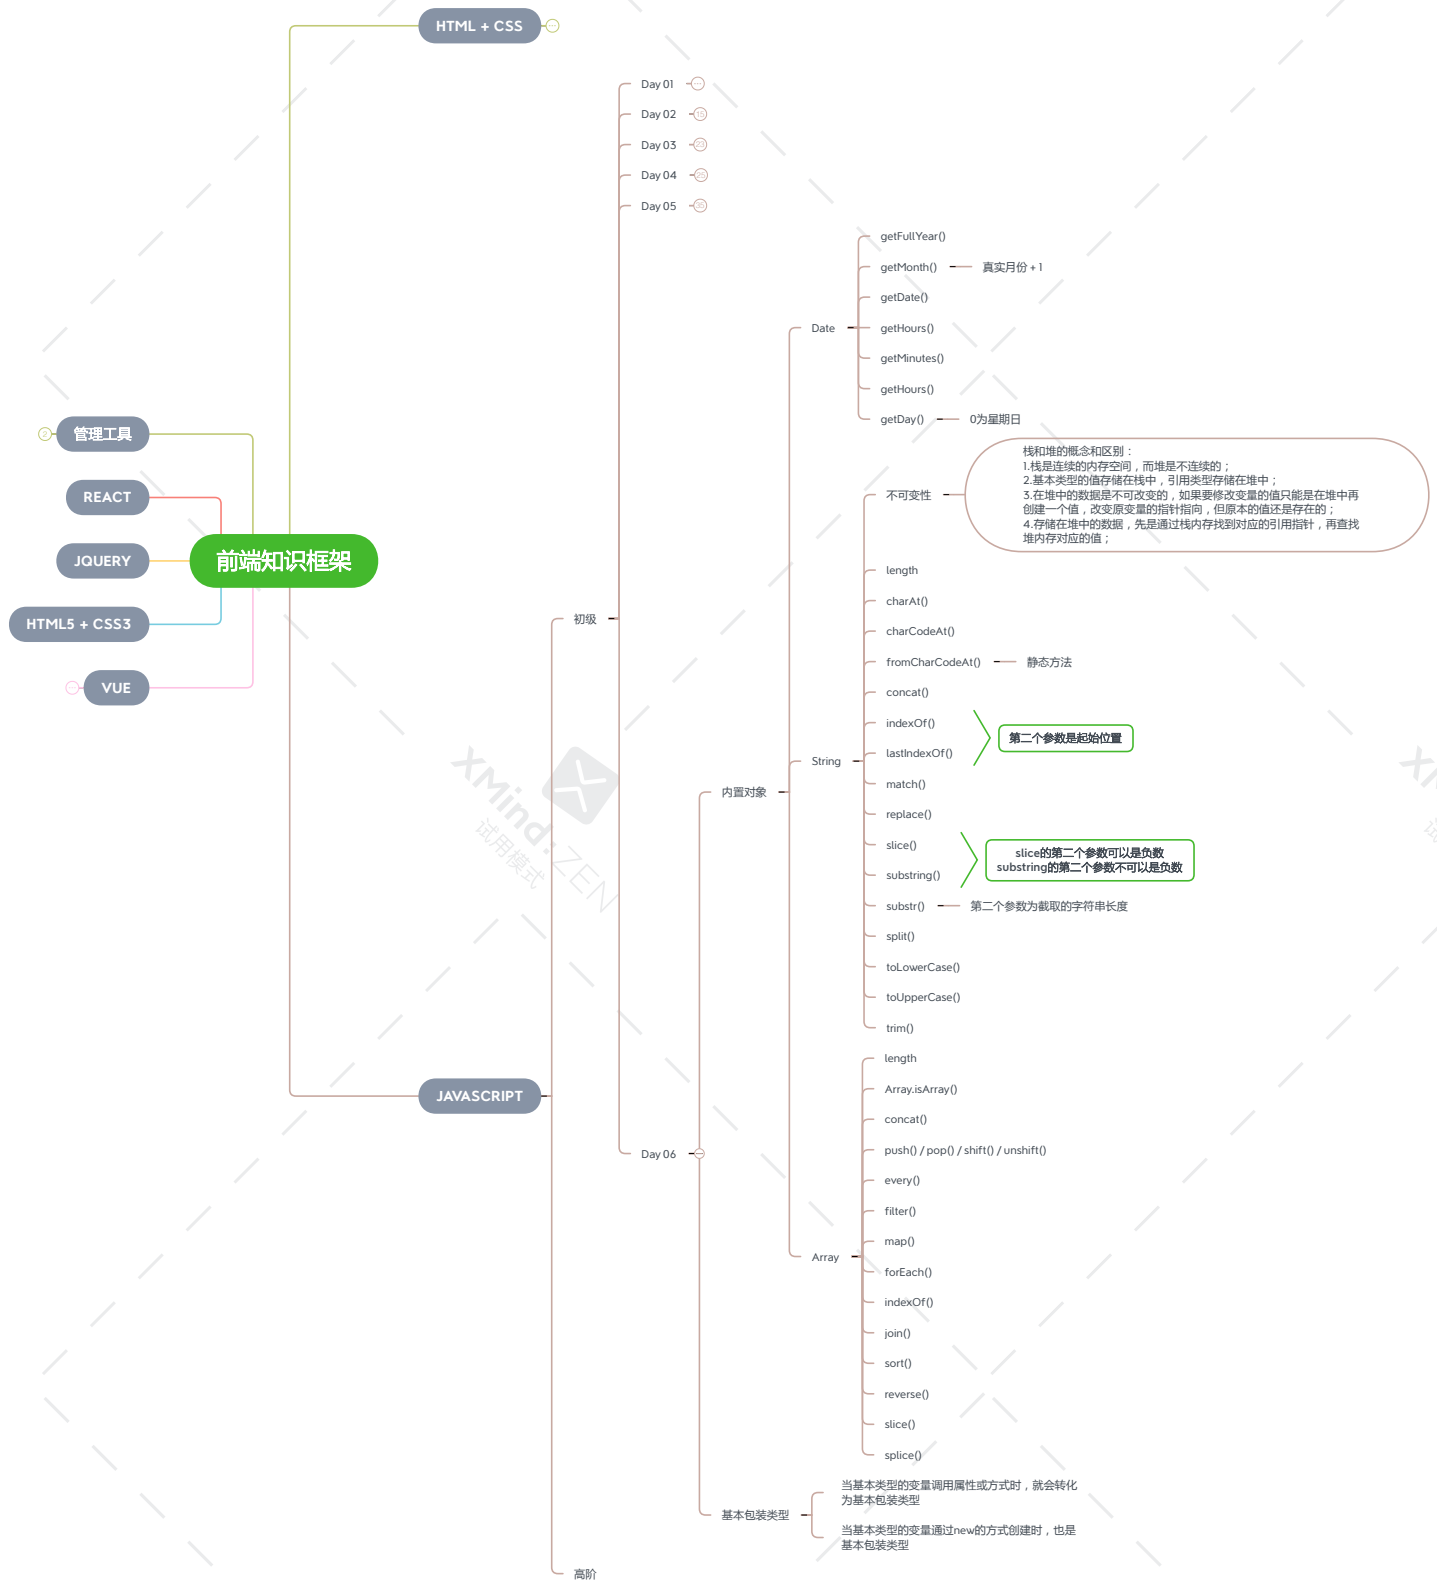 HTML + CSS
Day 01
Day 02
15
Day 03
23
Day 04
25
Day 05
35
getFullYear()
getMonth()
真实月份 + 1
getDate()
Date
getHours()
getMinutes()
getHours()
getDay()
0为星期日
管理工具
2
REACT
前端知识框架
JQUERY
HTML5 + CSS3
VUE
栈和堆的概念和区别：
1.栈是连续的内存空间，而堆是不连续的；
2.基本类型的值存储在栈中，引用类型存储在堆中；
3.在堆中的数据是不可改变的，如果要修改变量的值只能是在堆中再
创建一个值，改变原变量的指针指向，但原本的值还是存在的；
4.存储在堆中的数据，先是通过栈内存找到对应的引用指针，再查找
堆内存对应的值；
不可变性
length
charAt()
初级
charCodeAt()
fromCharCodeAt()
静态方法
concat()
indexOf()
第二个参数是起始位置
lastIndexOf()
String
match()
内置对象
replace()
slice()
slice的第二个参数可以是负数
substring的第二个参数不可以是负数
substring()
substr()
第二个参数为截取的字符串长度
split()
toLowerCase()
toUpperCase()
trim()
XMind:ZEN
试用模式
length
Array.isArray()
JAVASCRIPT
concat()
push() / pop() / shift() / unshift()
Day 06
every()
filter()
map()
Array
forEach()
indexOf()
join()
sort()
reverse()
slice()
splice()
当基本类型的变量调用属性或方式时，就会转化
为基本包装类型
基本包装类型
当基本类型的变量通过new的方式创建时，也是
基本包装类型
高阶